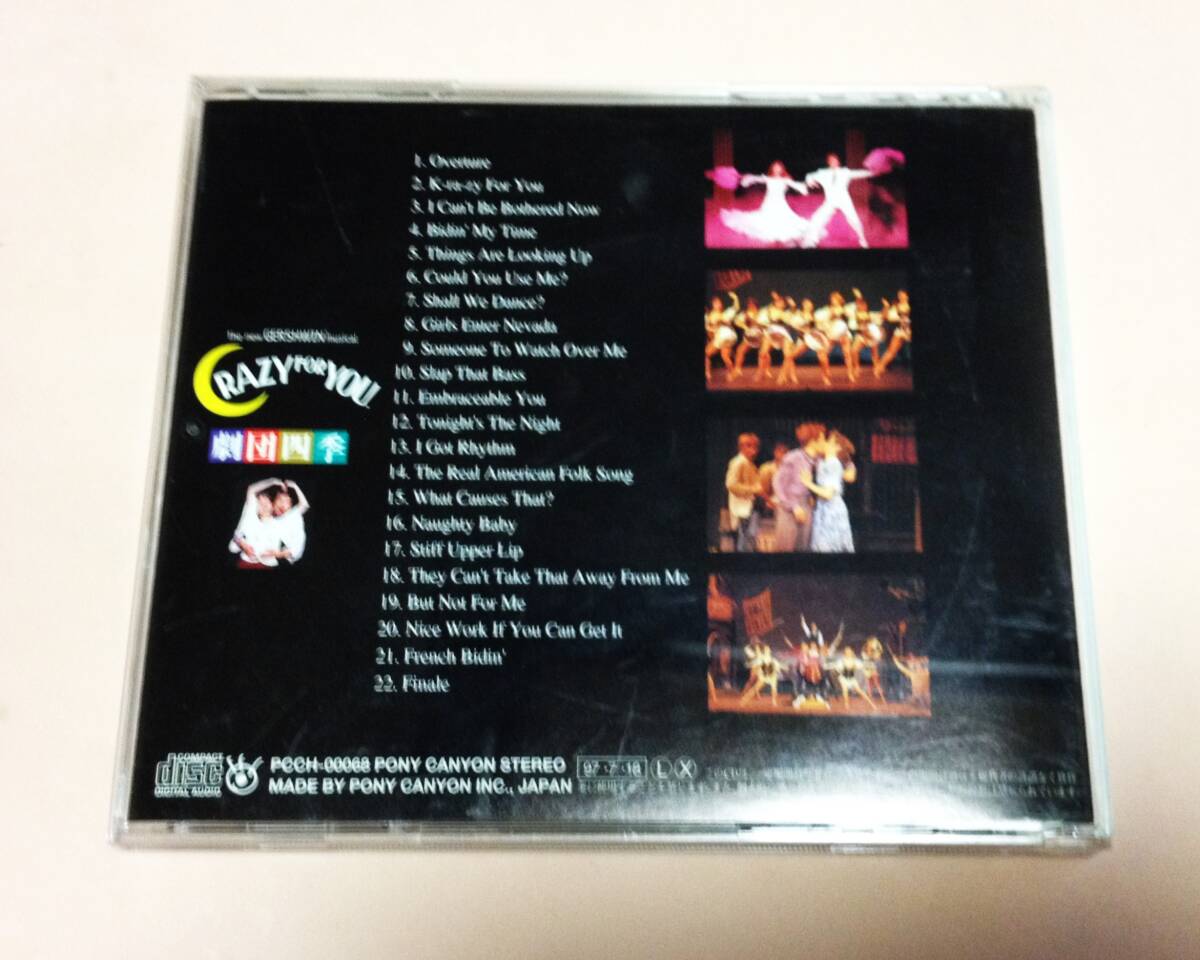 1. Overture
2. K-ra-zy For You
3. I Can't Be Bothered Now
4. Bidin' My Time
5. Things Are Looking Up
6. Could You Use Me?
7. Shall We Dance?
8. Girls Enter Nevada
9. Someone To Watch Over Me
10. Slap That Bass
11. Embraceable You
12. Tonight's The Night
13. I Got Rhythm
14. The Real American Folk Song
15. What Causes That?
16. Naughty Baby
17. Stiff Upper Lip
18. They Can't Take That Away From Me
19. But Not For Me
20. Nice Work If You Can Get It
21. French Bidin'
22. Finale
The new GERSHWIN musical
CRAZY FOR YOU
劇団四季
COMPACT
disc
DIGITAL AUDIO
PCCH-00068 PONY CANYON STEREO
MADE BY PONY CANYON INC., JAPAN
97・7・18 L X